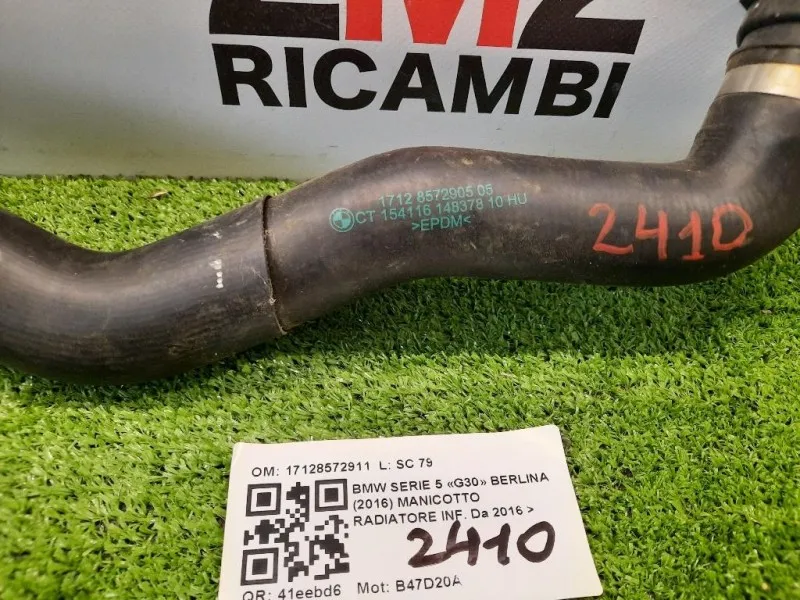 RICAMBI
1712 8572905 05
CT 154116 148378 10 HU
>EPDM<
2410
OM: 17128572911 L: SC 79
BMW SERIE 5 «G30» BERLINA
(2016) MANICOTTO
RADIATORE INF. Da 2016 >
2410
QR: 41eebd6 Mot: B47D20A